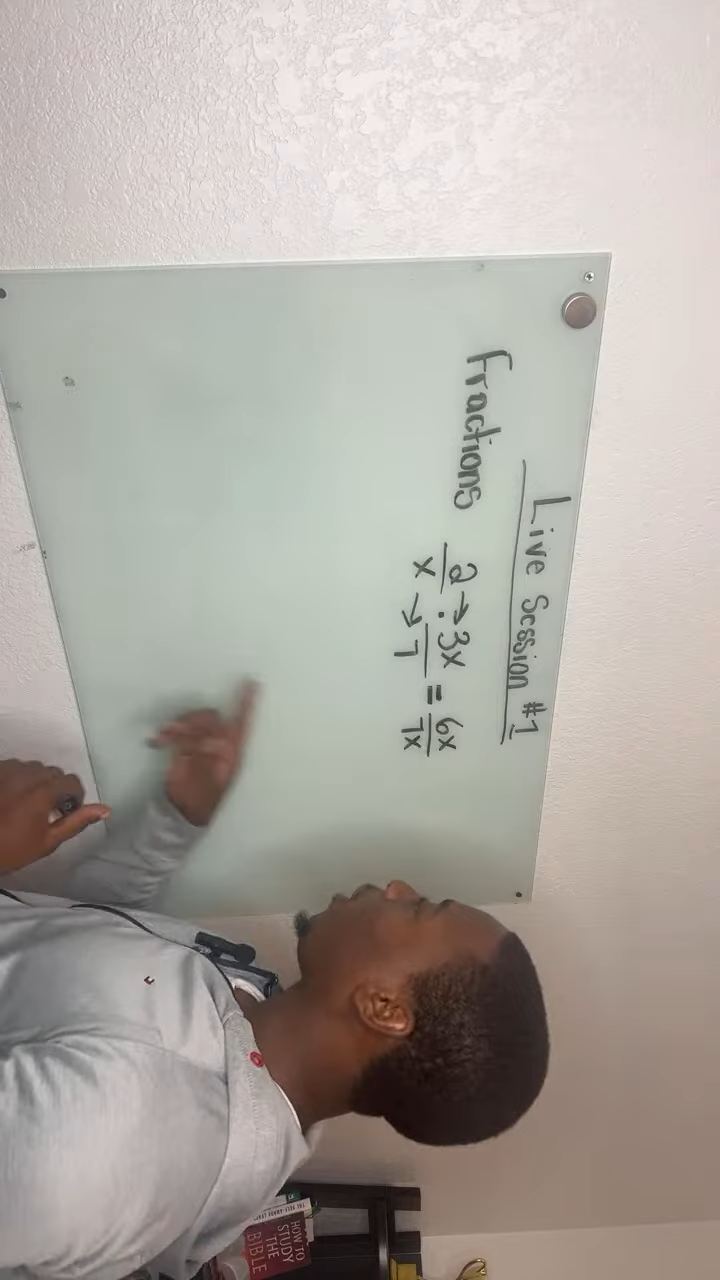 Live Session #1
Fractions 2/x → · → 3x/7 = 6x/7x
HOW TO
STUDY
THE
BIBLE